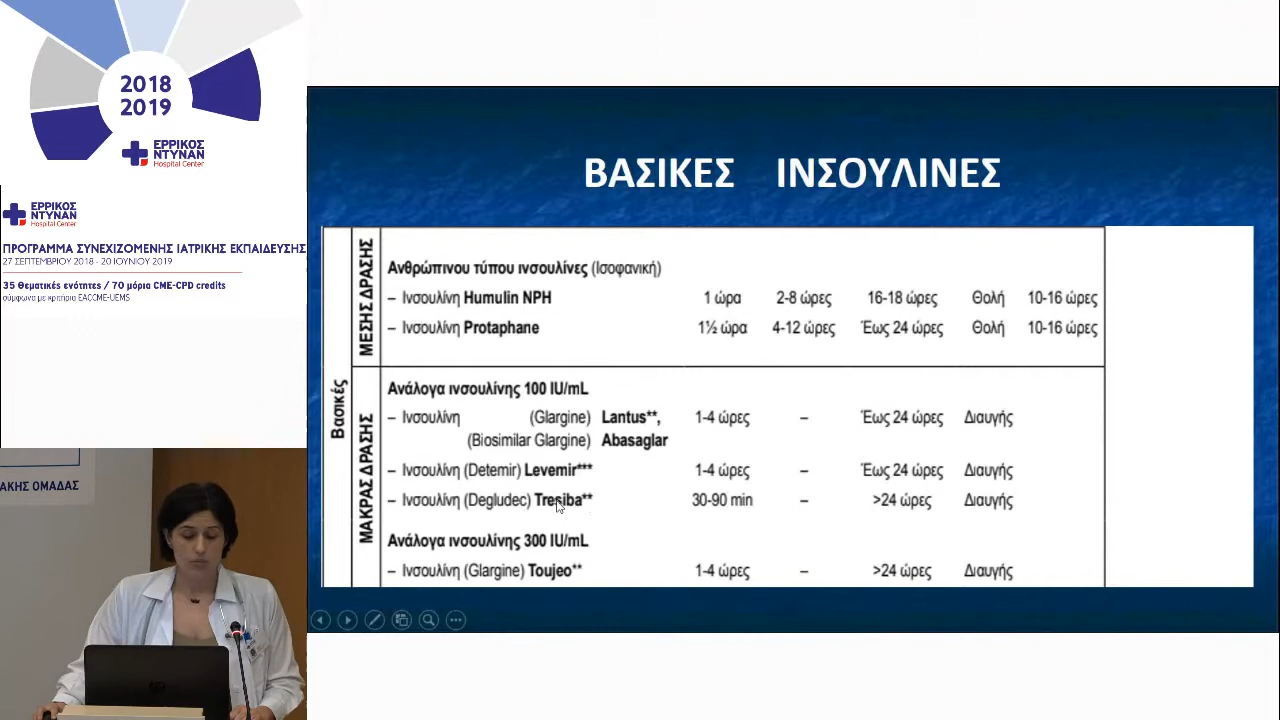 2018
2019
ΕΡΡΙΚΟΣ
ΝΤΥΝΑΝ
Hospital Center
ΕΡΡΙΚΟΣ
ΝΤΥΝΑΝ
Hospital Center
ΠΡΟΓΡΑΜΜΑ ΣΥΝΕΧΙΖΟΜΕΝΗΣ ΙΑΤΡΙΚΗΣ ΕΚΠΑΙΔΕΥΣΗΣ
27 ΣΕΠΤΕΜΒΡΙΟΥ 2018 - 20 ΙΟΥΝΙΟΥ 2019
35 Θεματικές ενότητες / 70 μόρια CME-CPD credits
σύμφωνα με κριτήρια EACCME-UEMS
ΑΚΗΣ ΟΜΑΔΑΣ
ΒΑΣΙΚΕΣ ΙΝΣΟΥΛΙΝΕΣ
Βασικές
ΜΕΣΗΣ ΔΡΑΣΗΣ
Ανθρώπινου τύπου ινσουλίνες (Ισοφανική)
– Ινσουλίνη Humulin NPH 1 ώρα 2-8 ώρες 16-18 ώρες Θολή 10-16 ώρες
– Ινσουλίνη Protaphane 1½ ώρα 4-12 ώρες Έως 24 ώρες Θολή 10-16 ώρες
ΜΑΚΡΑΣ ΔΡΑΣΗΣ
Ανάλογα ινσουλίνης 100 IU/mL
– Ινσουλίνη (Glargine) Lantus**, 1-4 ώρες – Έως 24 ώρες Διαυγής
(Biosimilar Glargine) Abasaglar
– Ινσουλίνη (Detemir) Levemir*** 1-4 ώρες – Έως 24 ώρες Διαυγής
– Ινσουλίνη (Degludec) Tresiba** 30-90 min – >24 ώρες Διαυγής
Ανάλογα ινσουλίνης 300 IU/mL
– Ινσουλίνη (Glargine) Toujeo** 1-4 ώρες – >24 ώρες Διαυγής